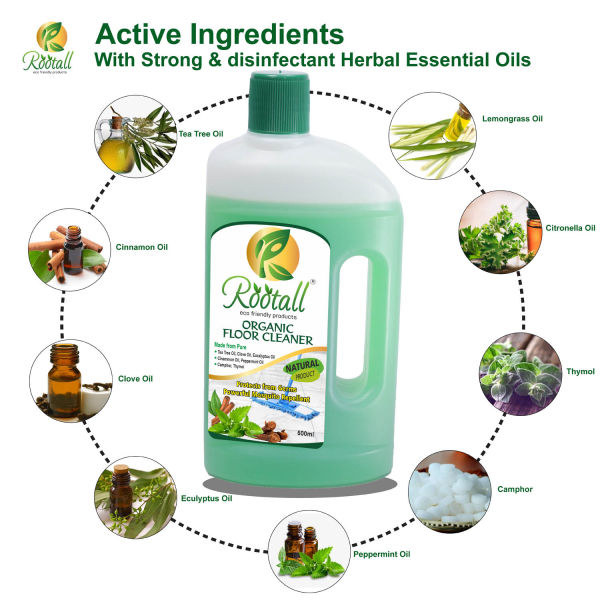 Rootall
eco friendly products
Active Ingredients
With Strong & disinfectant Herbal Essential Oils
Tea Tree Oil
Lemongrass Oil
Cinnamon Oil
Citronella Oil
Clove Oil
Thymol
Eculyptus Oil
Camphor
Peppermint Oil
Rootall®
eco friendly products
ORGANIC
FLOOR CLEANER
Made from Pure
• Tea Tree Oil, Clove Oil, Eucaliptus Oil
• Cinnamon Oil, Peppermint Oil
• Camphor, Thymol
NATURAL
PRODUCT
Protects from Germs
Powerful Mosquito Repellent
500ml